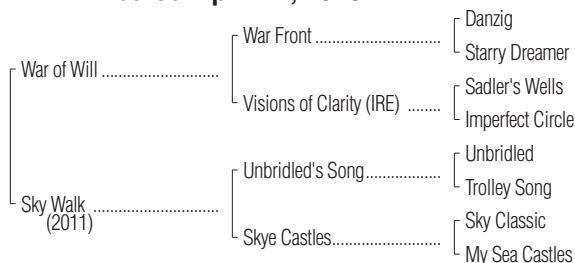 Danzig
War Front
Starry Dreamer
War of Will
Sadler's Wells
Visions of Clarity (IRE)
Imperfect Circle
Unbridled
Unbridled's Song
Trolley Song
Sky Walk
(2011)
Sky Classic
Skye Castles
My Sea Castles